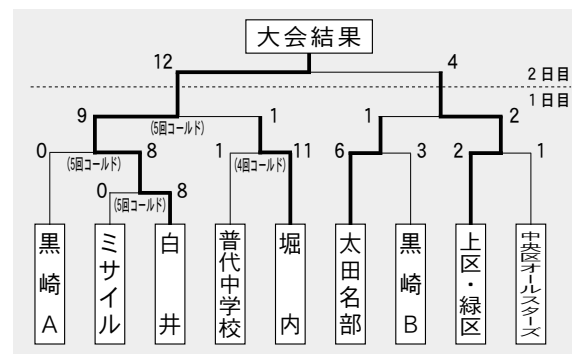 大会結果
12 4
2日目
1日目
9 1 1 2
(5回コールド)
0 8 1 11 6 3 2 1
(5回コールド) (4回コールド)
0 8
(5回コールド)
黒崎A
ミサイル
白井
普代中学校
堀内
太田名部
黒崎B
上区・緑区
中央区オールスターズ